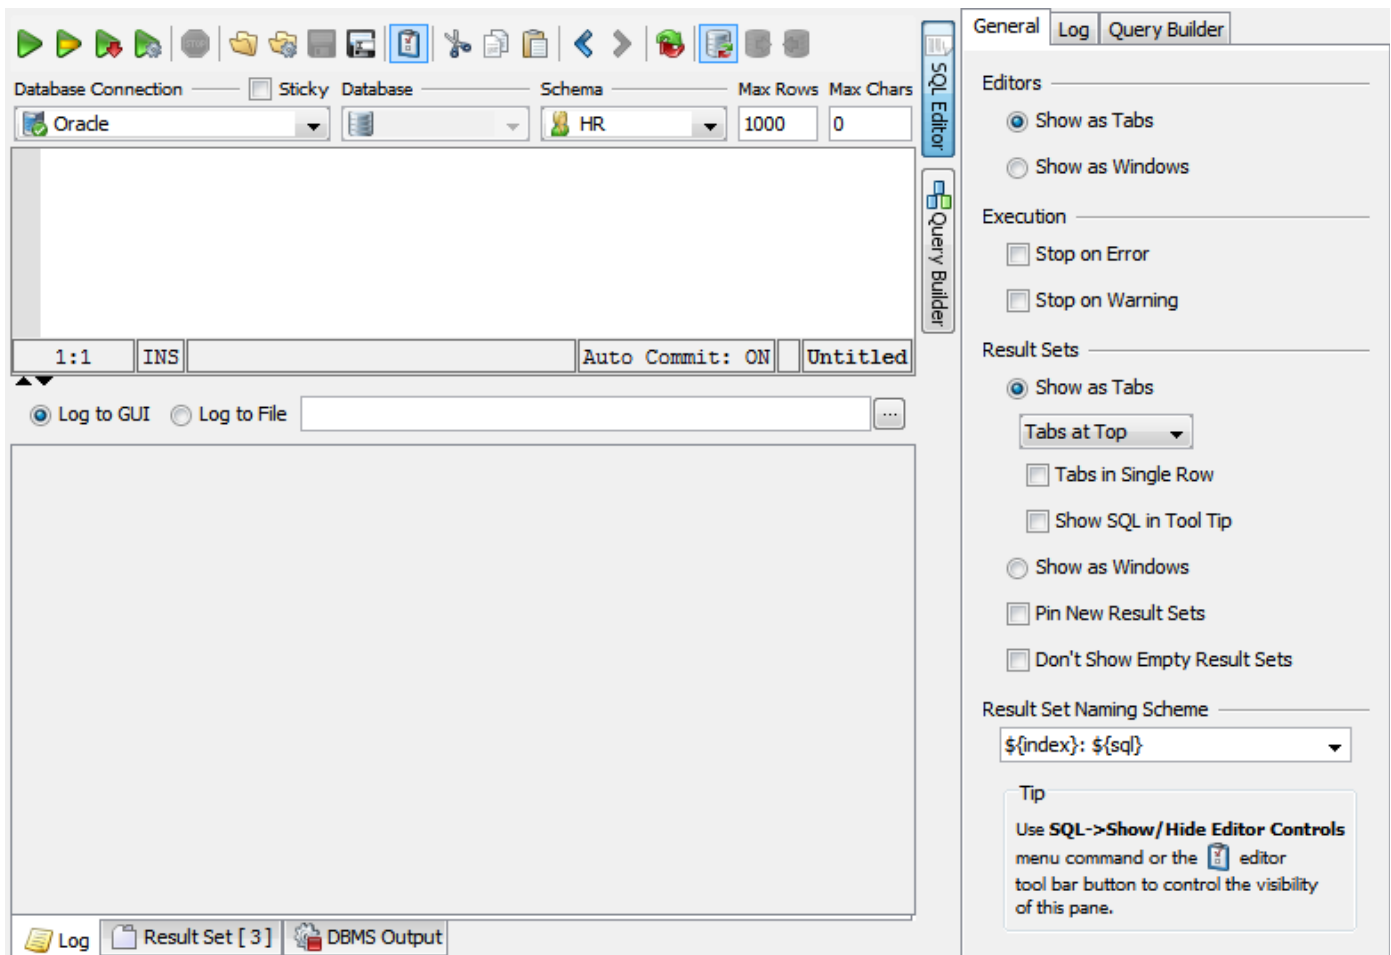 STOP
Database Connection Sticky Database Schema Max Rows Max Chars
Oracle HR 1000 0
1:1 INS Auto Commit: ON Untitled
Log to GUI Log to File ...
Log Result Set [ 3 ] DBMS Output
SQL Editor
Query Builder
General Log Query Builder
Editors
Show as Tabs
Show as Windows
Execution
Stop on Error
Stop on Warning
Result Sets
Show as Tabs
Tabs at Top
Tabs in Single Row
Show SQL in Tool Tip
Show as Windows
Pin New Result Sets
Don't Show Empty Result Sets
Result Set Naming Scheme
${index}: ${sql}
Tip
Use SQL->Show/Hide Editor Controls
menu command or the editor
tool bar button to control the visibility
of this pane.